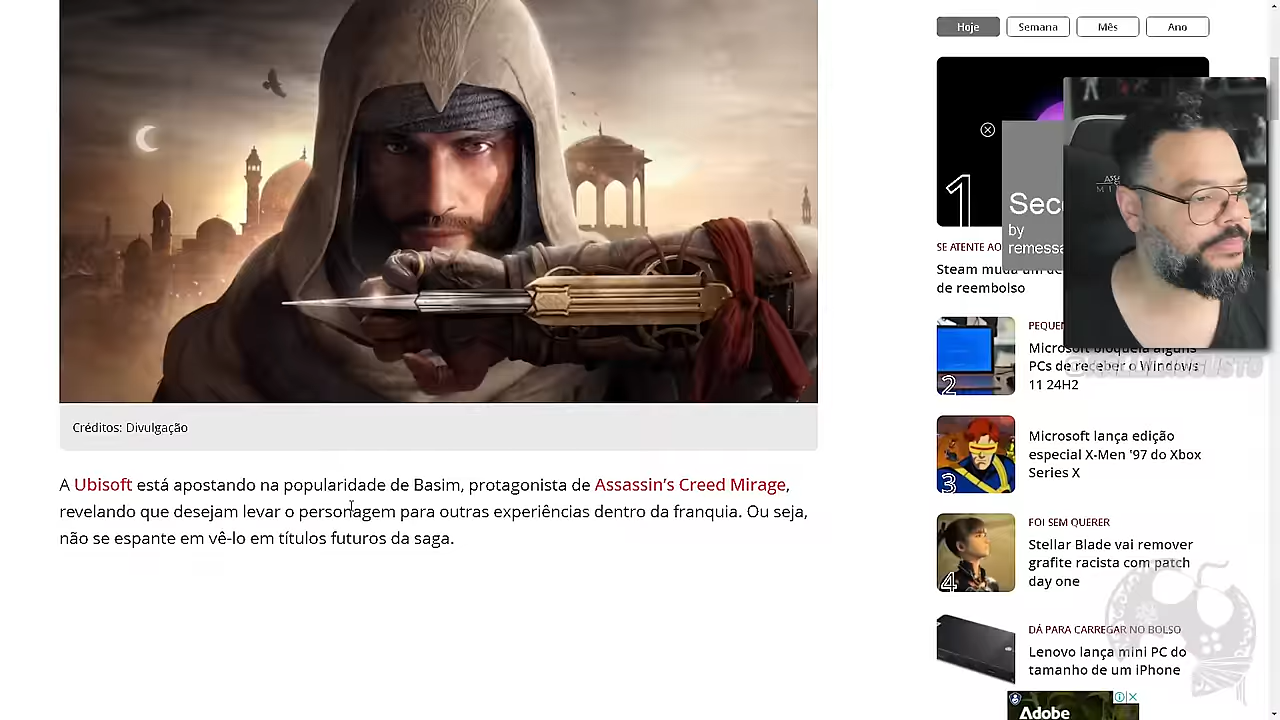 Hoje
Semana
Mês
Ano
1
Sec
by
remessa
SE ATENTE AO
Steam
de reembolso
Créditos: Divulgação
A Ubisoft está apostando na popularidade de Basim, protagonista de Assassin's Creed Mirage,
revelando que desejam levar o personagem para outras experiências dentro da franquia. Ou seja,
não se espante em vê-lo em títulos futuros da saga.
2
Microsoft bloqueia alguns
PCs de receber o Windows
11 24H2
3
Microsoft lança edição
especial X-Men '97 do Xbox
Series X
4
FOI SEM QUERER
Stellar Blade vai remover
grafite racista com patch
day one
DÁ PARA CARREGAR NO BOLSO
Lenovo lança mini PC do
tamanho de um iPhone
Adobe